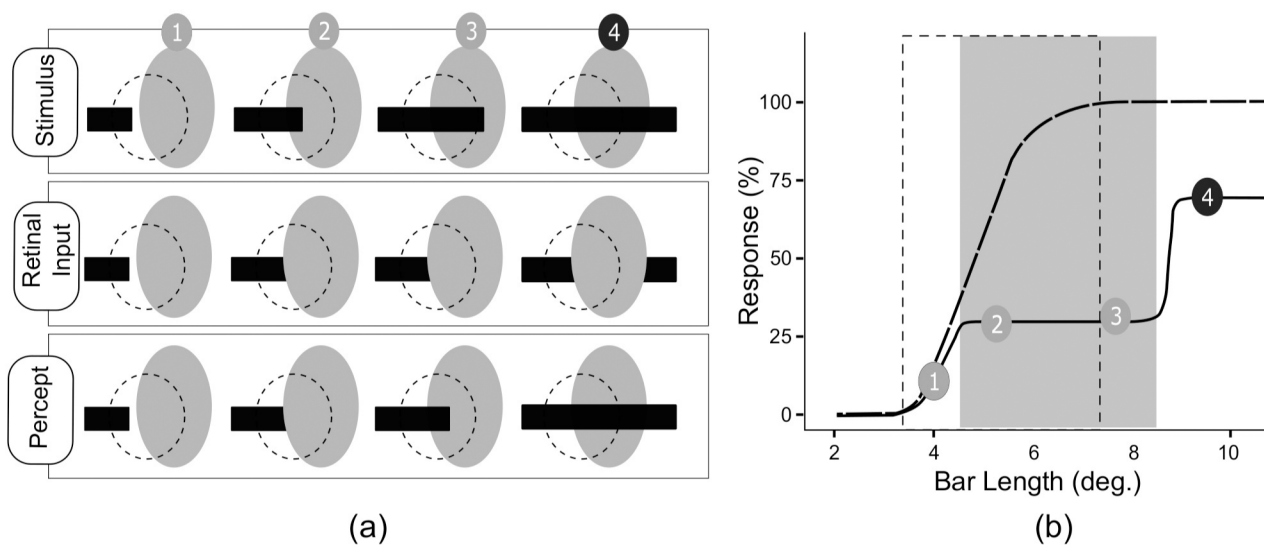 1 2 3 4
Stimulus
Retinal
Input
Percept
(a)
Response (%)
100
75
50
25
0
1
2
3
4
2 4 6 8 10
Bar Length (deg.)
(b)